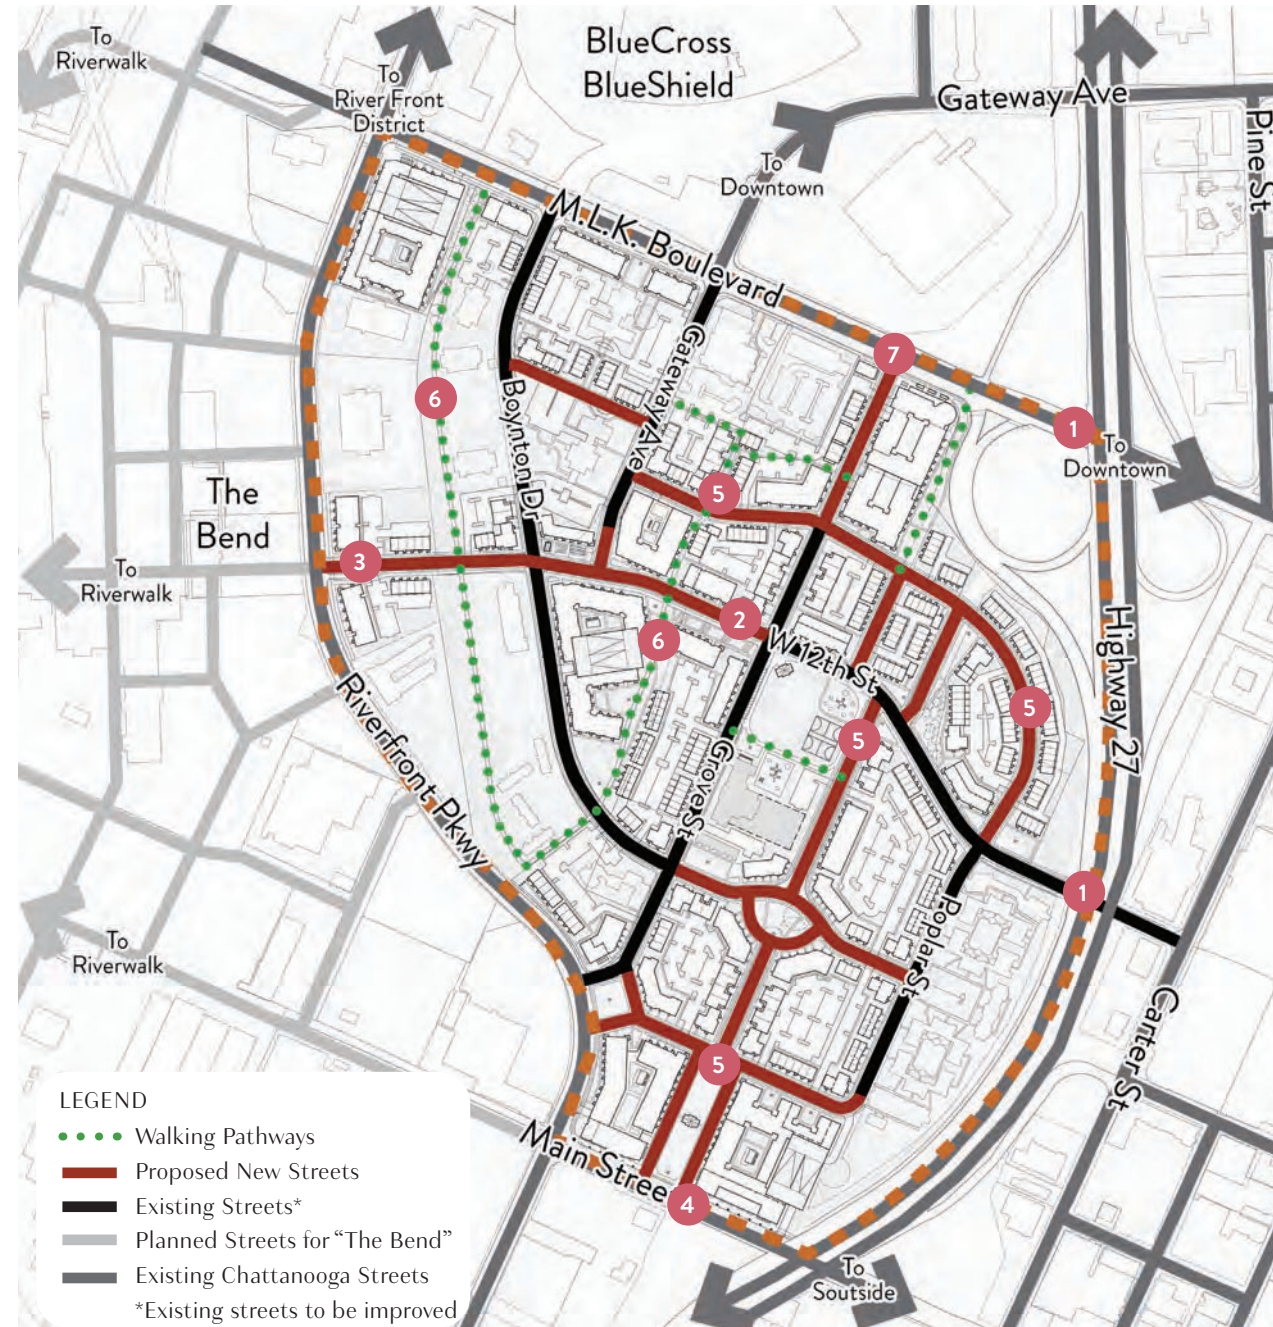 To
Riverwalk
To
River Front
District
BlueCross
BlueShield
Gateway Ave
Pine St
To
Downtown
M.L.K. Boulevard
7
Gateway Ave
6
Boynton Dr
1
To
Downtown
The
Bend
5
3
To
Riverwalk
2
6
W 12th St
Highway 27
5
5
Riverfront Pkwy
Grove St
1
Poplar St
To
Riverwalk
Carter St
5
Main Stree
4
To
Soutside
LEGEND
Walking Pathways
Proposed New Streets
Existing Streets*
Planned Streets for “The Bend”
Existing Chattanooga Streets
*Existing streets to be improved